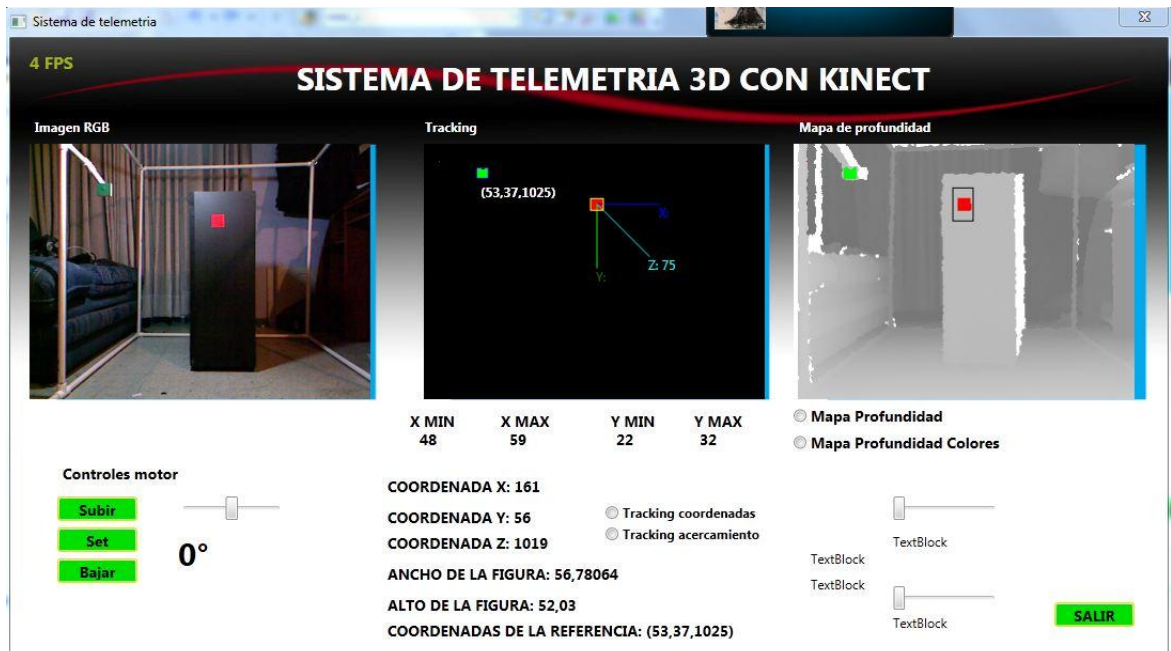 Sistema de telemetria
4 FPS
SISTEMA DE TELEMETRIA 3D CON KINECT
Imagen RGB
Tracking
Mapa de profundidad
(53,37,1025)
X:
Z: 75
Y:
X MIN X MAX Y MIN Y MAX
48 59 22 32
Mapa Profundidad
Mapa Profundidad Colores
Controles motor
Subir
Set
Bajar
0°
COORDENADA X: 161
COORDENADA Y: 56
COORDENADA Z: 1019
ANCHO DE LA FIGURA: 56,78064
ALTO DE LA FIGURA: 52,03
COORDENADAS DE LA REFERENCIA: (53,37,1025)
Tracking coordenadas
Tracking acercamiento
TextBlock
TextBlock
TextBlock
TextBlock
SALIR